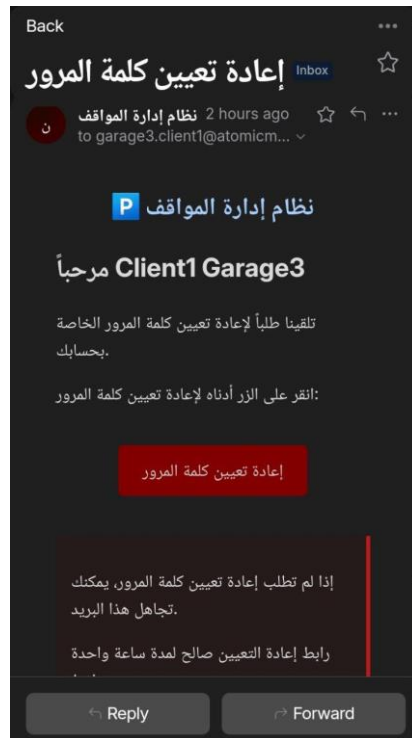 Back
إعادة تعيين كلمة المرور Inbox
نظام إدارة المواقف 2 hours ago
ن
to garage3.client1@atomicm...
نظام إدارة المواقف P
مرحباً Client1 Garage3
تلقينا طلباً لإعادة تعيين كلمة المرور الخاصة
بحسابك.
انقر على الزر أدناه لإعادة تعيين كلمة المرور:
إعادة تعيين كلمة المرور
إذا لم تطلب إعادة تعيين كلمة المرور، يمكنك
تجاهل هذا البريد.
رابط إعادة التعيين صالح لمدة ساعة واحدة
Reply
Forward